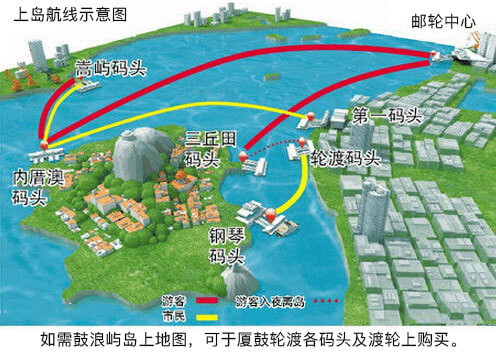 上岛航线示意图
邮轮中心
嵩屿码头
第一码头
三丘田
码头
轮渡码头
内厝澳
码头
钢琴
码头
游客
游客入夜离岛
市民
如需鼓浪屿岛上地图，可于厦鼓轮渡各码头及渡轮上购买。